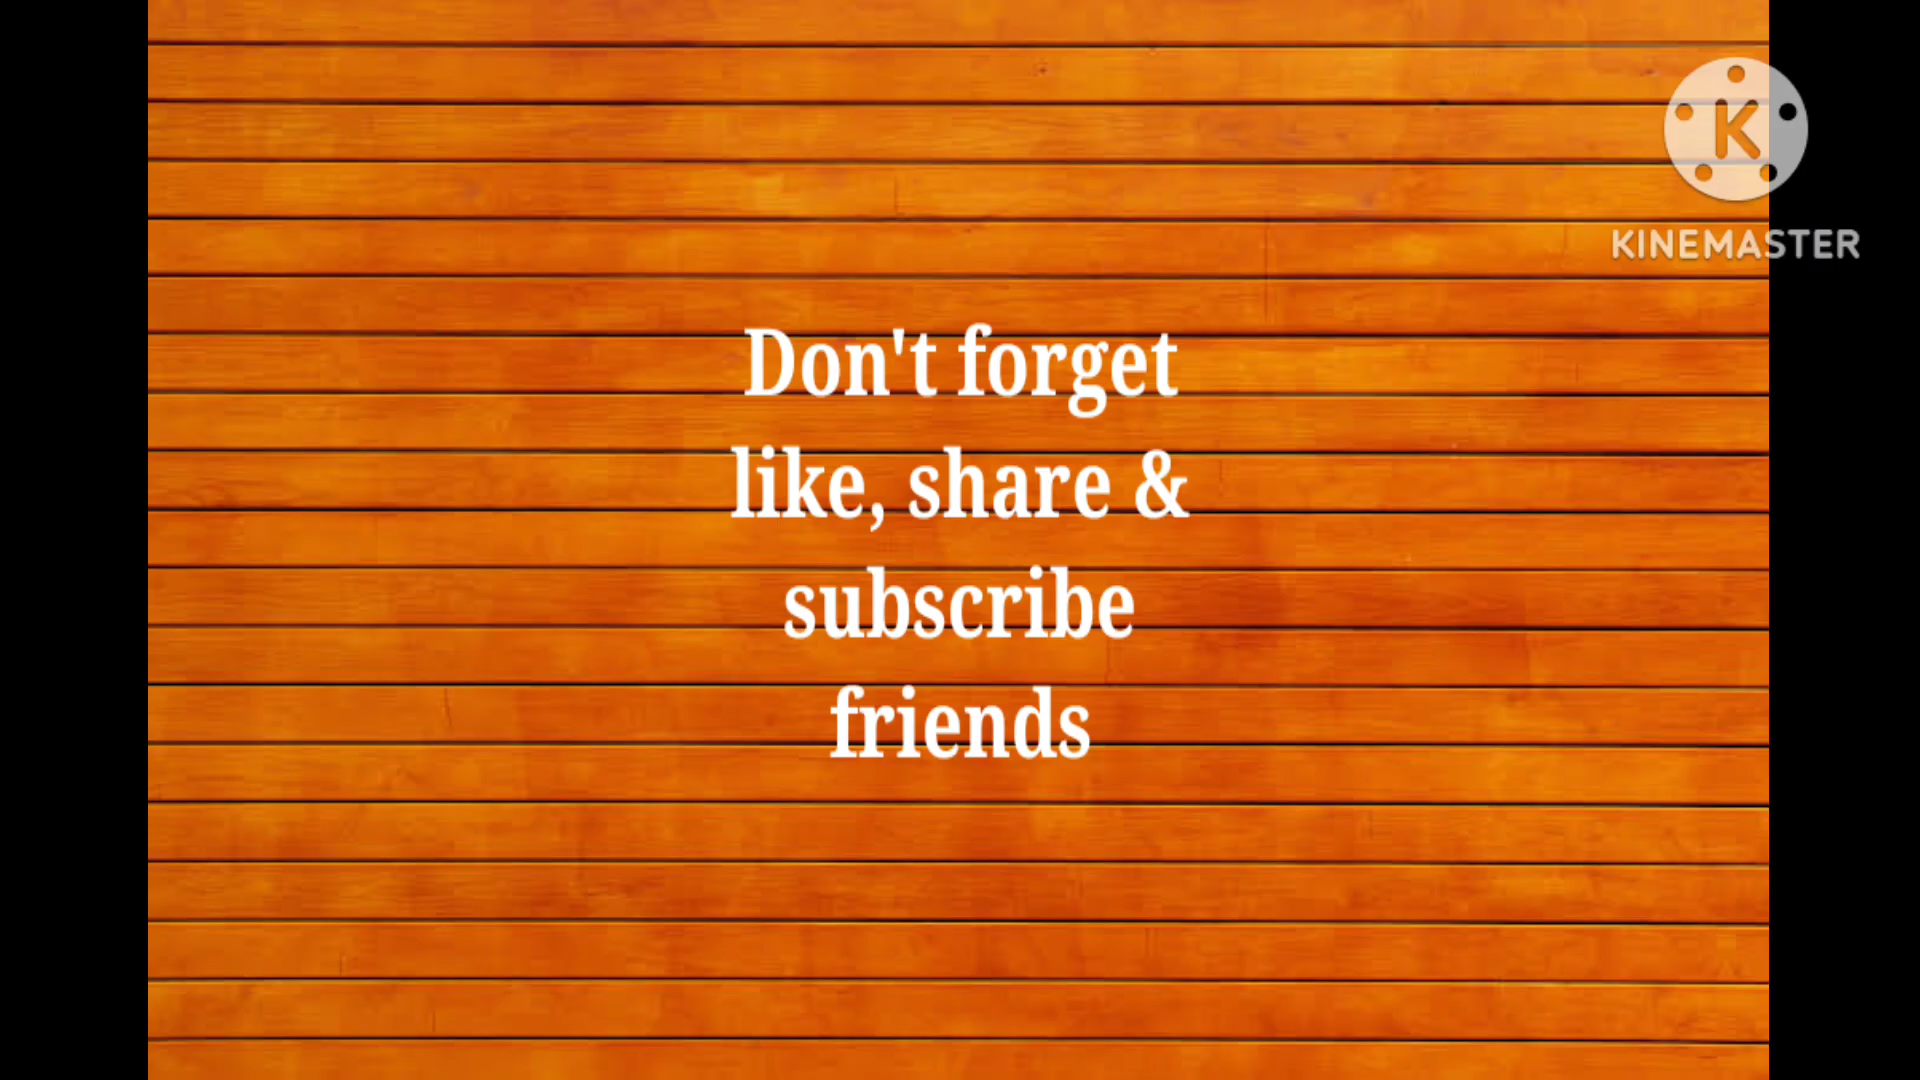 K
KINEMASTER
Don't forget
like, share &
subscribe
friends